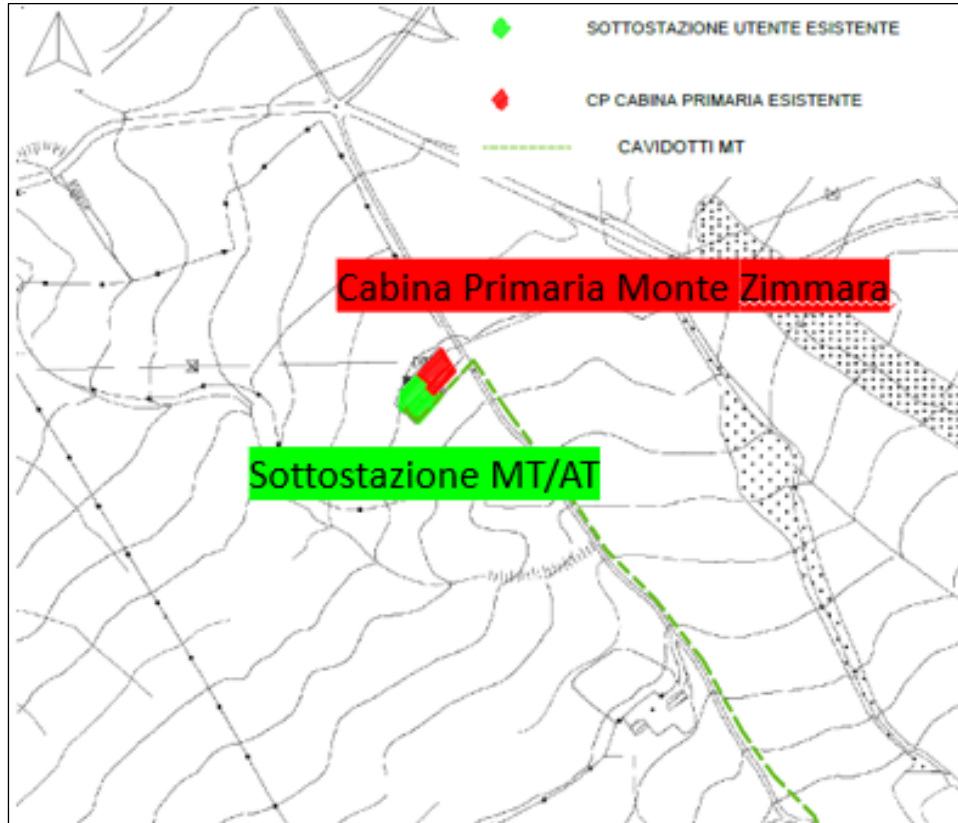 SOTTOSTAZIONE UTENTE ESISTENTE
CP CABINA PRIMARIA ESISTENTE
CAVIDOTTI MT
Cabina Primaria Monte Zimmara
Sottostazione MT/AT